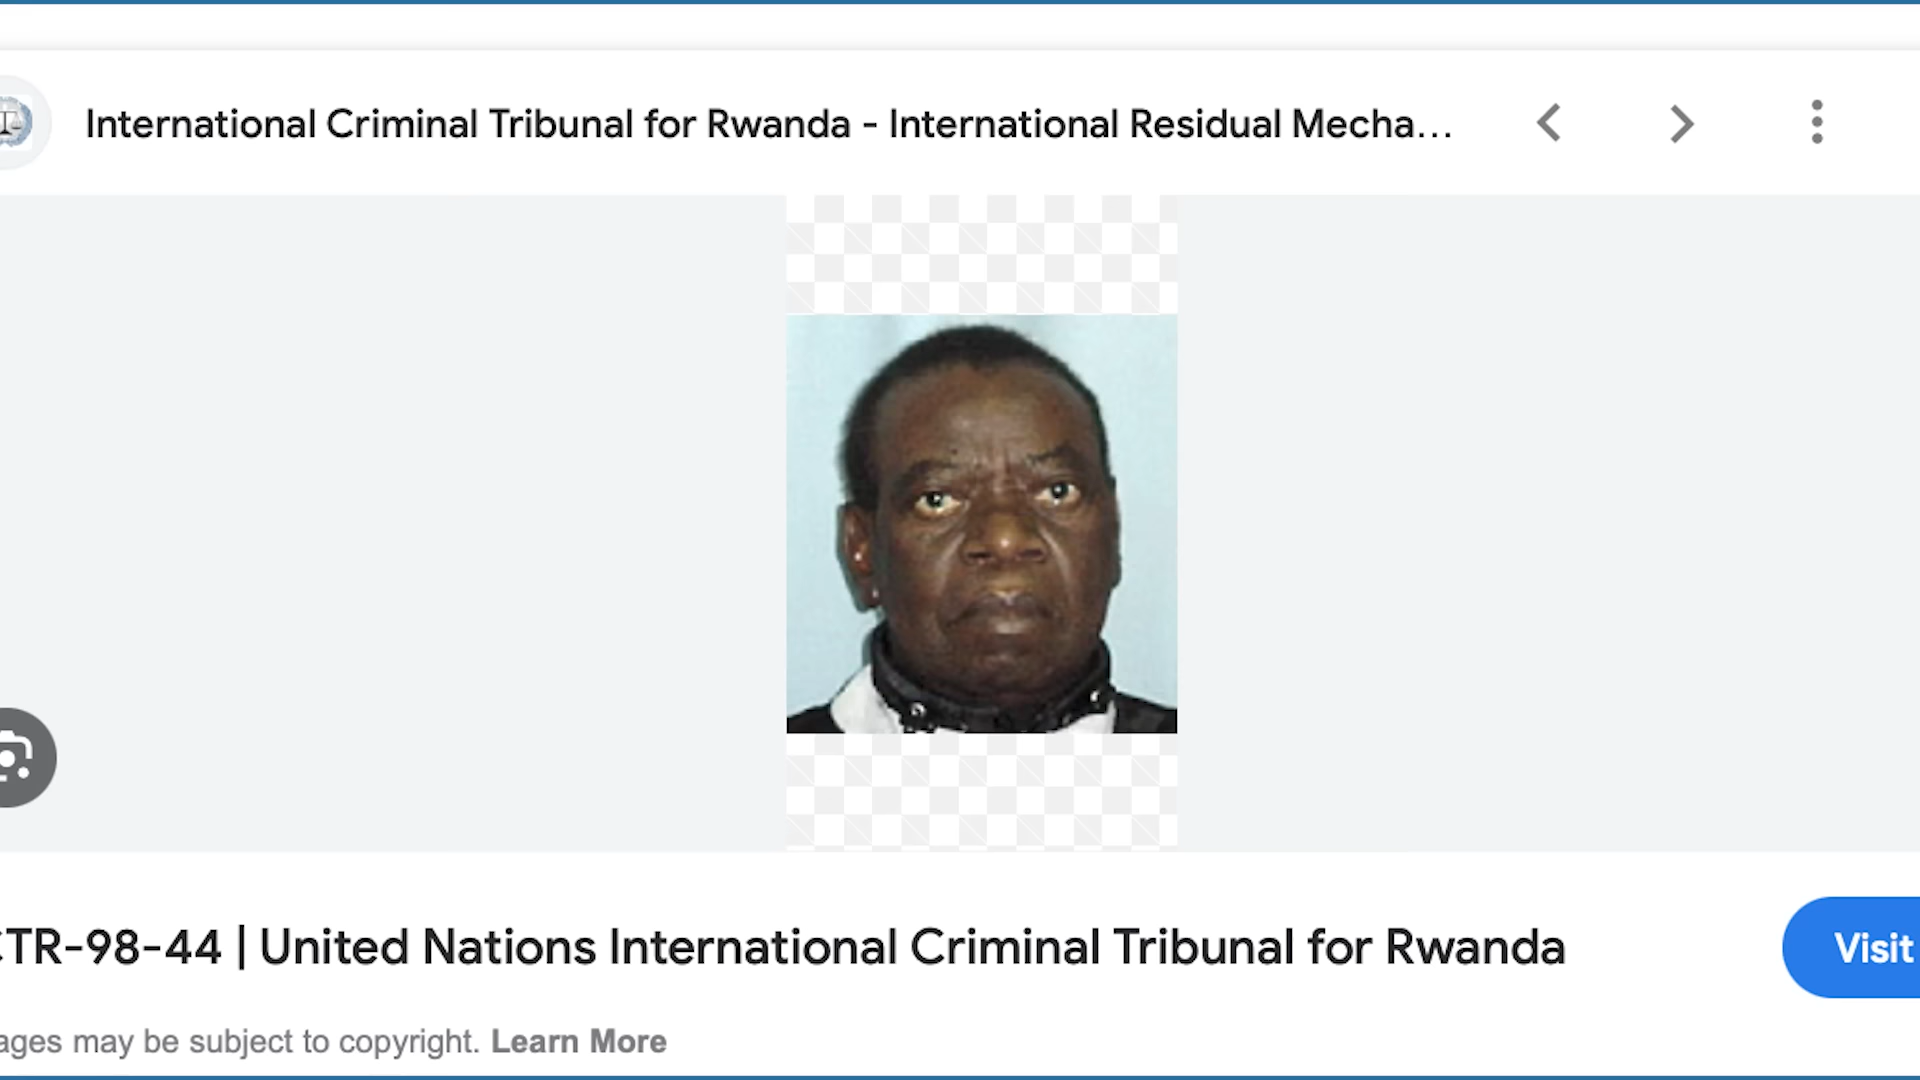 International Criminal Tribunal for Rwanda - International Residual Mecha...
CTR-98-44 | United Nations International Criminal Tribunal for Rwanda
Visit
ages may be subject to copyright. Learn More